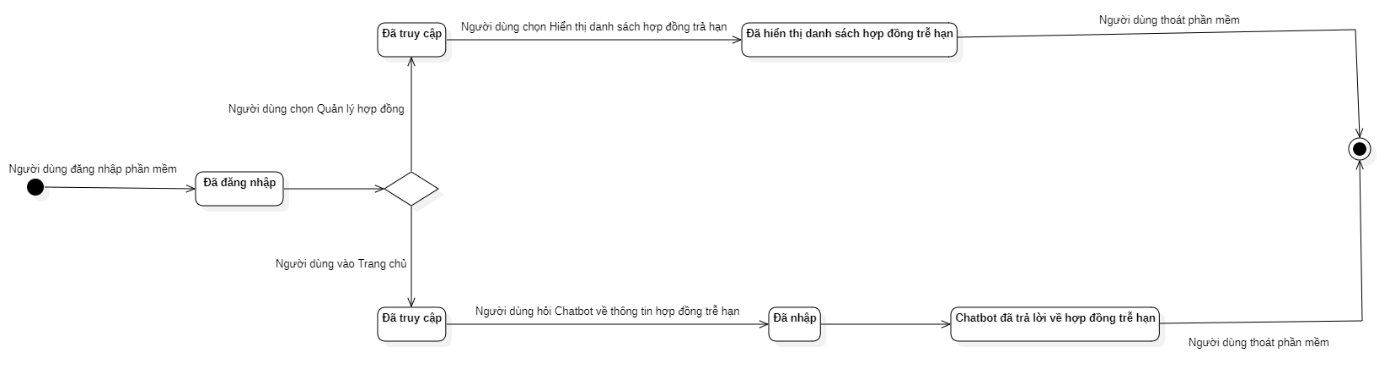 Người dùng thoát phần mềm
Người dùng chọn Hiển thị danh sách hợp đồng trả hạn
Đã truy cập
Đã hiển thị danh sách hợp đồng trễ hạn
Người dùng chọn Quản lý hợp đồng
Người dùng đăng nhập phần mềm
Đã đăng nhập
Người dùng vào Trang chủ
Người dùng hỏi Chatbot về thông tin hợp đồng trễ hạn
Đã truy cập
Đã nhập
Chatbot đã trả lời về hợp đồng trễ hạn
Người dùng thoát phần mềm